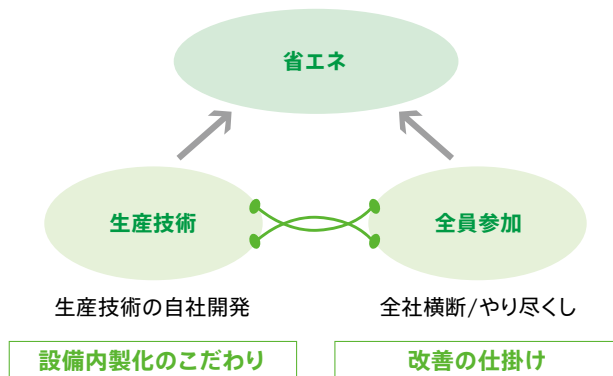 省エネ
生産技術
全員参加
生産技術の自社開発
全社横断/やり尽くし
設備内製化のこだわり
改善の仕掛け